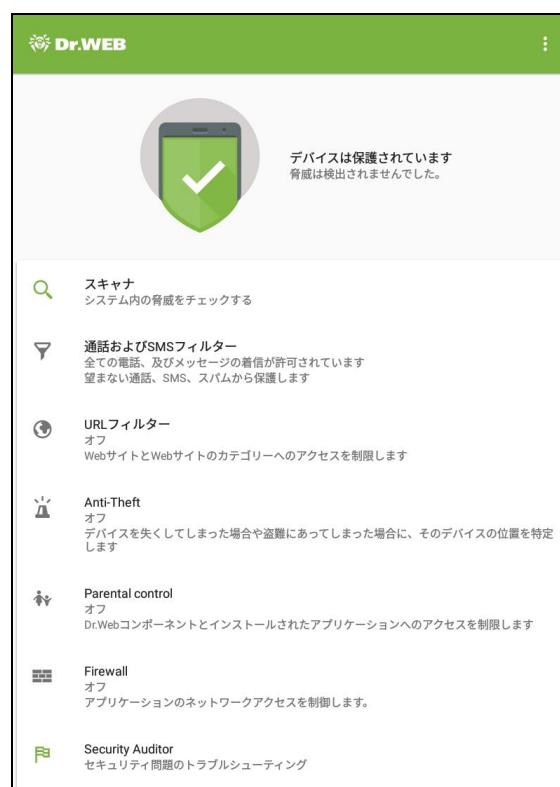 Dr.WEB
デバイスは保護されています
脅威は検出されませんでした。
スキャナ
システム内の脅威をチェックする
通話およびSMSフィルター
全ての電話、及びメッセージの着信が許可されています
望まない通話、SMS、スパムから保護します
URLフィルター
オフ
WebサイトとWebサイトのカテゴリーへのアクセスを制限します
Anti-Theft
オフ
デバイスを失くしてしまった場合や盗難にあってしまった場合に、そのデバイスの位置を特定
します
Parental control
オフ
Dr.Webコンポーネントとインストールされたアプリケーションへのアクセスを制限します
Firewall
オフ
アプリケーションのネットワークアクセスを制御します。
Security Auditor
セキュリティ問題のトラブルシューティング